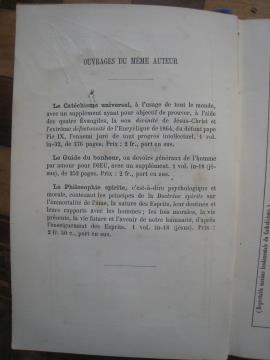 OUVRAGES DU MÊME AUTEUR
Le Catéchisme universel, à l'usage de tout le monde,
avec un supplément ayant pour objectif de prouver, à l'aide
des quatre Évangiles, la non divinité de Jésus-Christ et
l'extrême défectuosité de l'Encyclique de 1864, du défunt pape
Pie IX, l'ennemi juré de tout progrès intellectuel. 1 vol.
in-32, de 376 pages. Prix : 2 fr., port en sus.
Le Guide du bonheur, ou devoirs généraux de l'homme
par amour pour DIEU, avec un supplément. 1 vol. in-18 (jé-
sus), de 252 pages. Prix : 2 fr., port en sus.
La Philosophie spirite, c'est-à-dire psychologique et
morale, contenant les principes de la Doctrine spirite sur
l'immortalité de l'âme, la nature des Esprits, leur destinées et
leurs rapports avec les hommes ; les lois morales, la vie
présente, la vie future et l'avenir de notre humanité, d'après
l'enseignement des Esprits. 1 vol. in-18 (jésus). Prix :
2 fr. 50 c., port en sus.